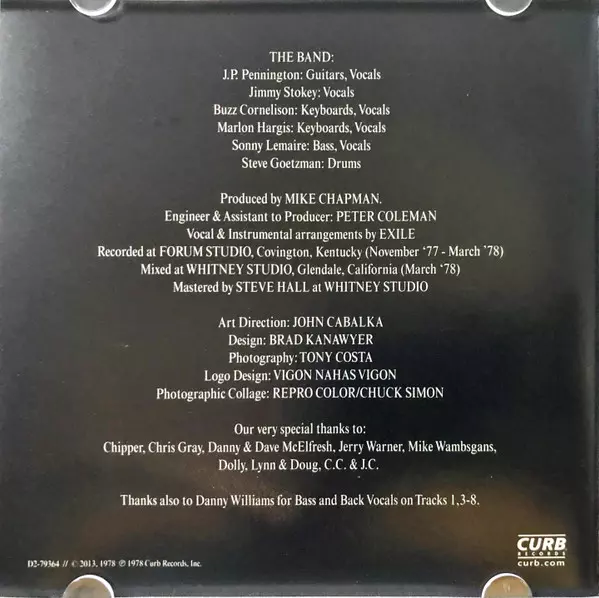 THE BAND:
J.P. Pennington: Guitars, Vocals
Jimmy Stokey: Vocals
Buzz Cornelison: Keyboards, Vocals
Marlon Hargis: Keyboards, Vocals
Sonny Lemaire: Bass, Vocals
Steve Goetzman: Drums
Produced by MIKE CHAPMAN.
Engineer & Assistant to Producer: PETER COLEMAN
Vocal & Instrumental arrangements by EXILE
Recorded at FORUM STUDIO, Covington, Kentucky (November '77 - March '78)
Mixed at WHITNEY STUDIO, Glendale, California (March '78)
Mastered by STEVE HALL at WHITNEY STUDIO
Art Direction: JOHN CABALKA
Design: BRAD KANAWYER
Photography: TONY COSTA
Logo Design: VIGON NAHAS VIGON
Photographic Collage: REPRO COLOR/CHUCK SIMON
Our very special thanks to:
Chipper, Chris Gray, Danny & Dave McElfresh, Jerry Warner, Mike Wambsgans,
Dolly, Lynn & Doug, C.C. & J.C.
Thanks also to Danny Williams for Bass and Back Vocals on Tracks 1,3-8.
D2-79364 // © 2013, 1978 ℗ 1978 Curb Records, Inc.
CURB
RECORDS
curb.com